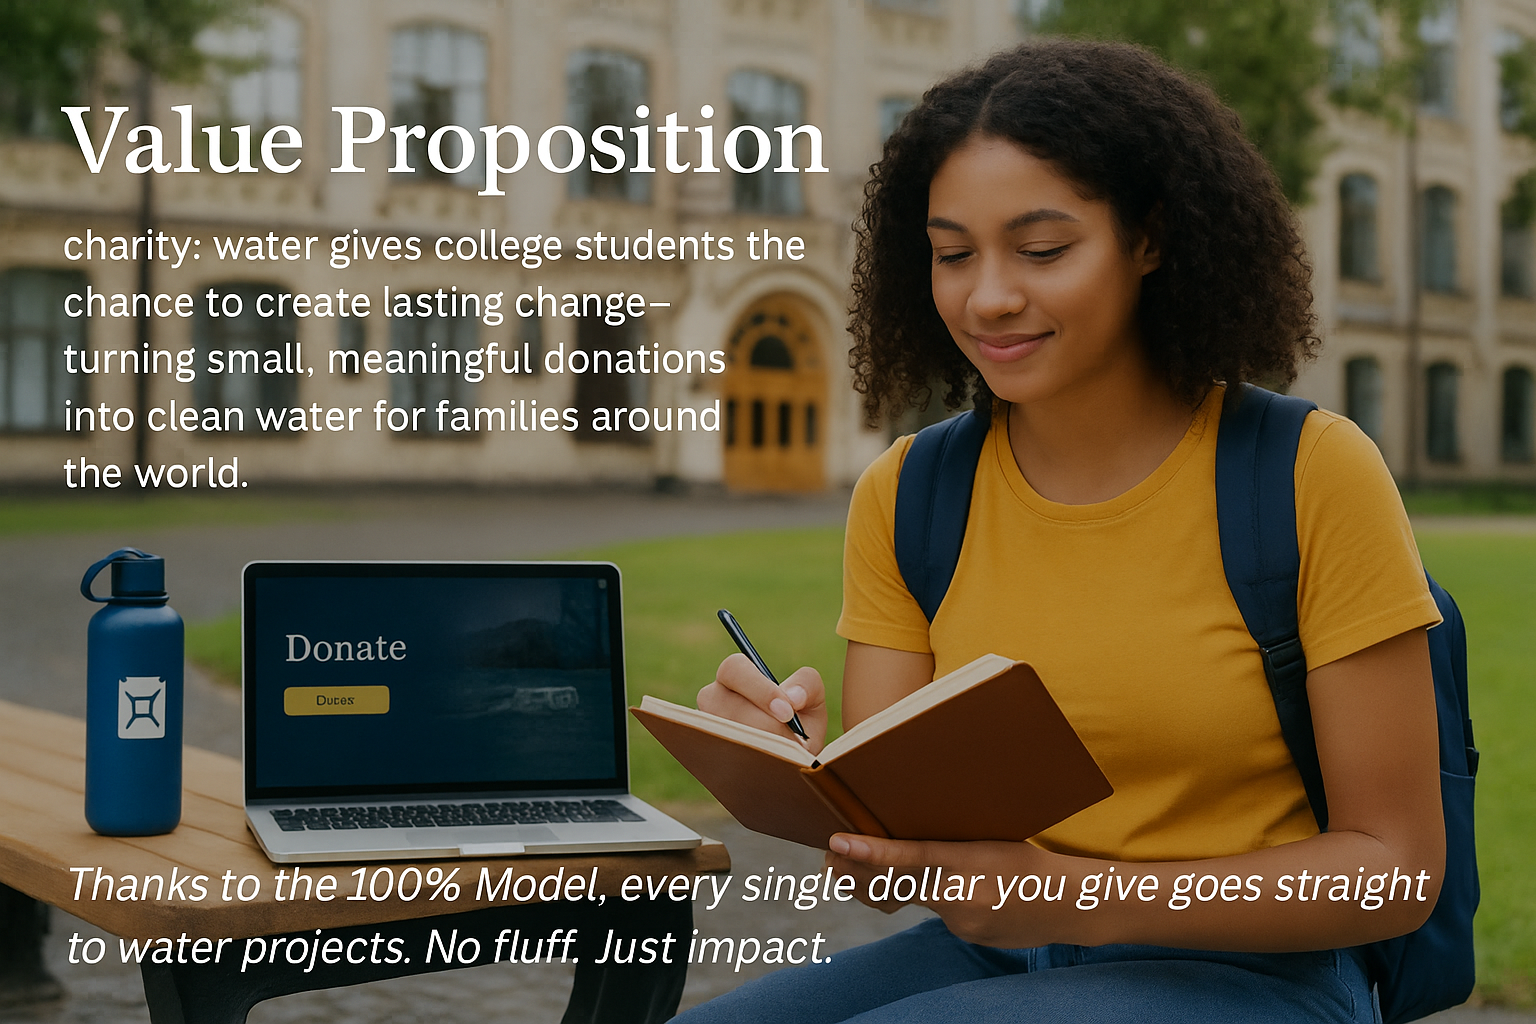 Value Proposition
charity: water gives college students the
chance to create lasting change–
turning small, meaningful donations
into clean water for families around
the world.
Donate
Thanks to the 100% Model, every single dollar you give goes straight
to water projects. No fluff. Just impact.